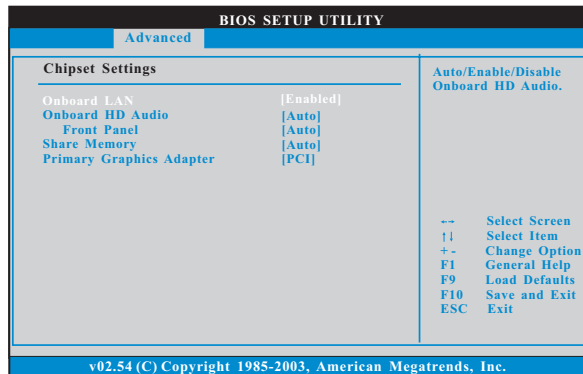 BIOS SETUP UTILITY
Advanced
Chipset Settings
Onboard LAN [Enabled]
Onboard HD Audio [Auto]
Front Panel [Auto]
Share Memory [Auto]
Primary Graphics Adapter [PCI]
Auto/Enable/Disable
Onboard HD Audio.
←→ Select Screen
↑↓ Select Item
+ - Change Option
F1 General Help
F9 Load Defaults
F10 Save and Exit
ESC Exit
v02.54 (C) Copyright 1985-2003, American Megatrends, Inc.